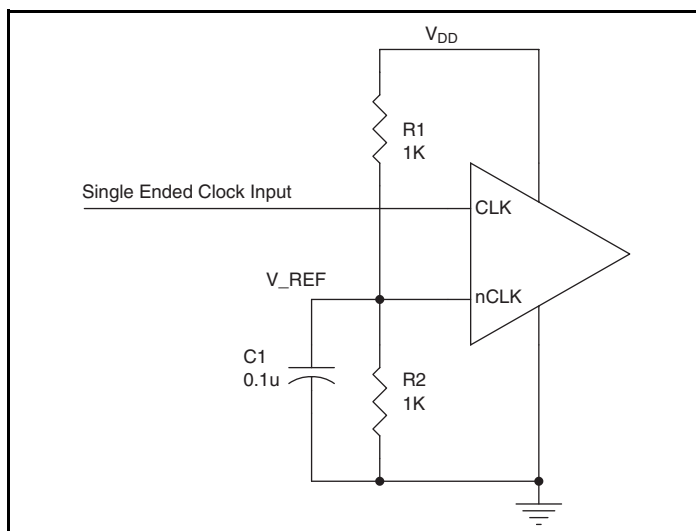 V_DD
R1
1K
Single Ended Clock Input
CLK
V_REF
nCLK
C1
0.1u
R2
1K